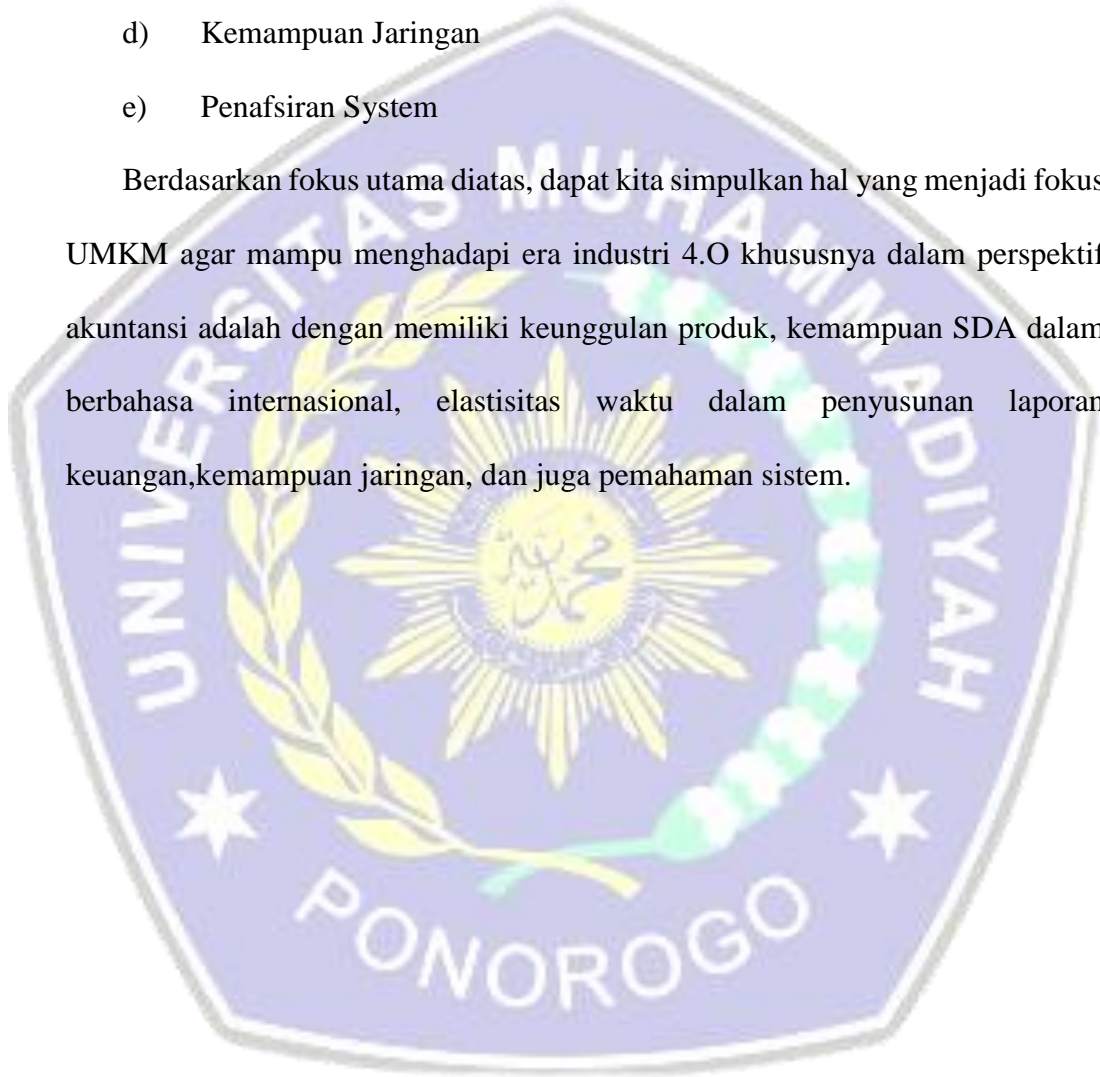 d) Kemampuan Jaringan
e) Penafsiran System
Berdasarkan fokus utama diatas, dapat kita simpulkan hal yang menjadi fokus
UMKM agar mampu menghadapi era industri 4.O khususnya dalam perspektif
akuntansi adalah dengan memiliki keunggulan produk, kemampuan SDA dalam
berbahasa internasional, elastisitas waktu dalam penyusunan laporan
keuangan,kemampuan jaringan, dan juga pemahaman sistem.
UNIVERSITAS MUHAMMADIYAH
PONOROGO
محمدية